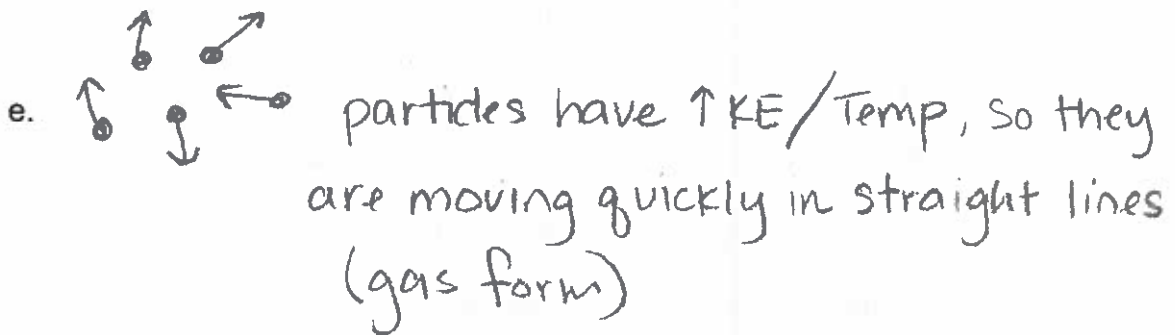 e. particles have ↑ KE/Temp, so they
are moving quickly in straight lines
(gas form)